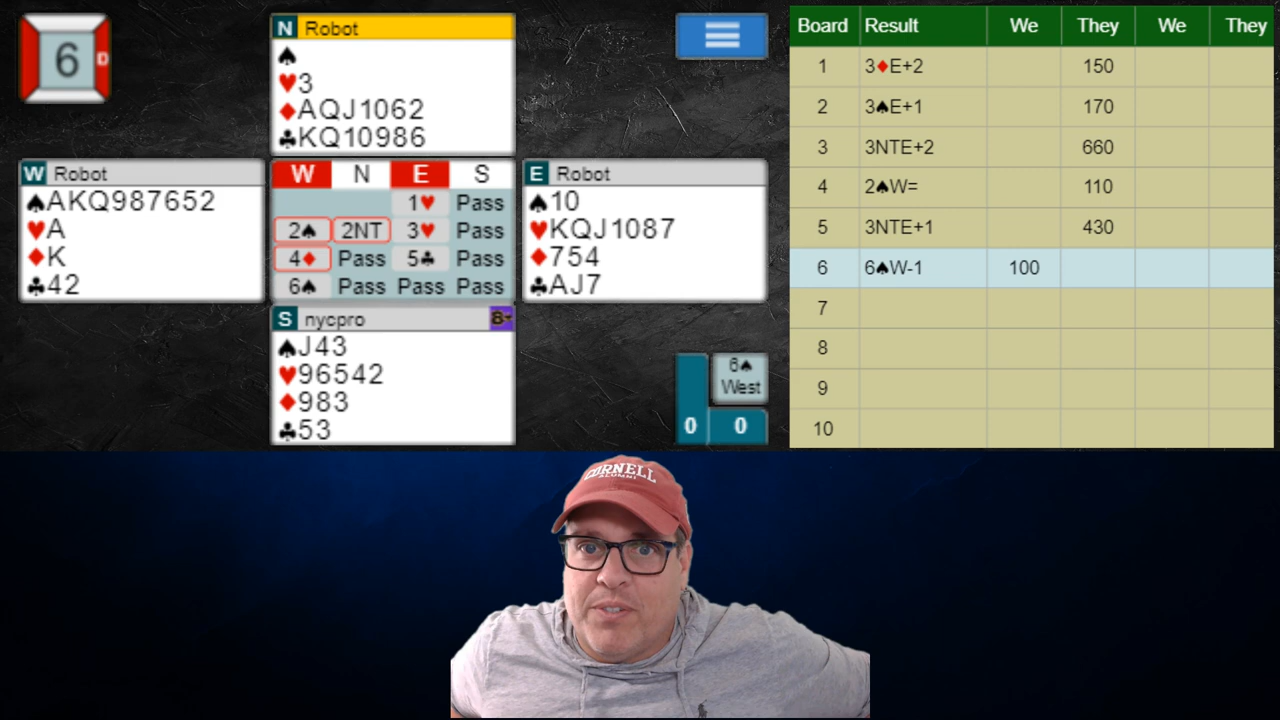 6
D
N Robot
♠
♥3
♦AQJ1062
♣KQ10986
W Robot
♠AKQ987652
♥A
♦K
♣42
W N E S
1♥ Pass
2♠ 2NT 3♥ Pass
4♦ Pass 5♣ Pass
6♠ Pass Pass Pass
E Robot
♠10
♥KQJ1087
♦754
♣AJ7
S nycpro
♠J43
♥96542
♦983
♣53
6♠
West
0 0
Board Result We They We They
1 3♦E+2 150
2 3♠E+1 170
3 3NTE+2 660
4 2♠W= 110
5 3NTE+1 430
6 6♠W-1 100
7
8
9
10
CORNELL
ALUMNI